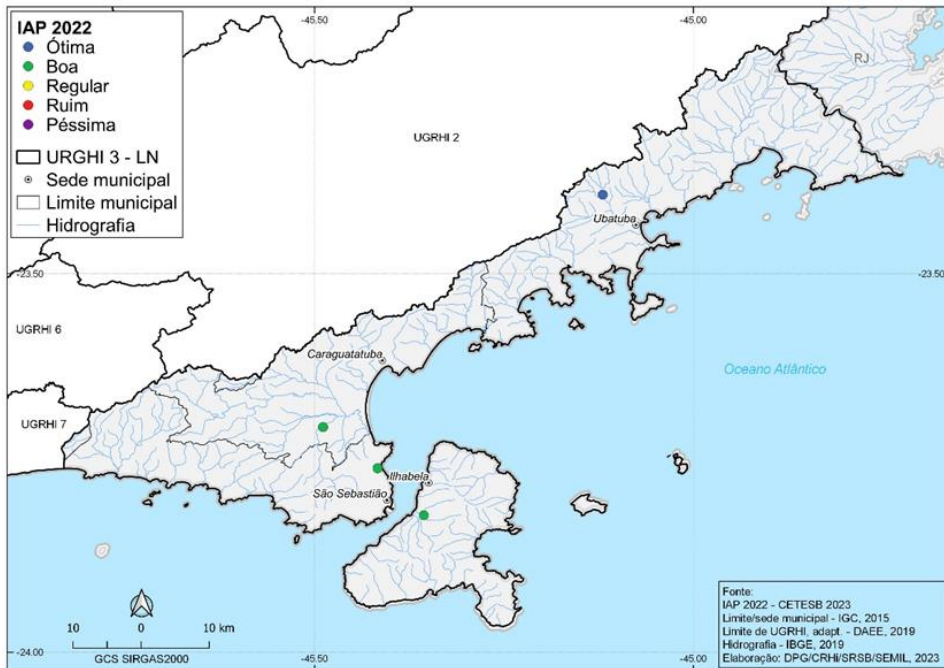 -45.50
-45.00
IAP 2022
Ótima
Boa
Regular
Ruim
Péssima
URGHI 3 - LN
Sede municipal
Limite municipal
Hidrografia
RJ
UGRHI 2
Ubatuba
-23.50
-23.50
UGRHI 6
Caraguatatuba
Oceano Atlântico
UGRHI 7
Ilhabela
São Sebastião
10 0 10 km
GCS SIRGAS2000
Fonte:
IAP 2022 - CETESB 2023
Limite/sede municipal - IGC, 2015
Limite de UGRHI, adapt. - DAEE, 2019
Hidrografia - IBGE, 2019
Elaboração: DPG/CRHi/SRSB/SEMIL, 2023
-24.00
-45.50
-45.00